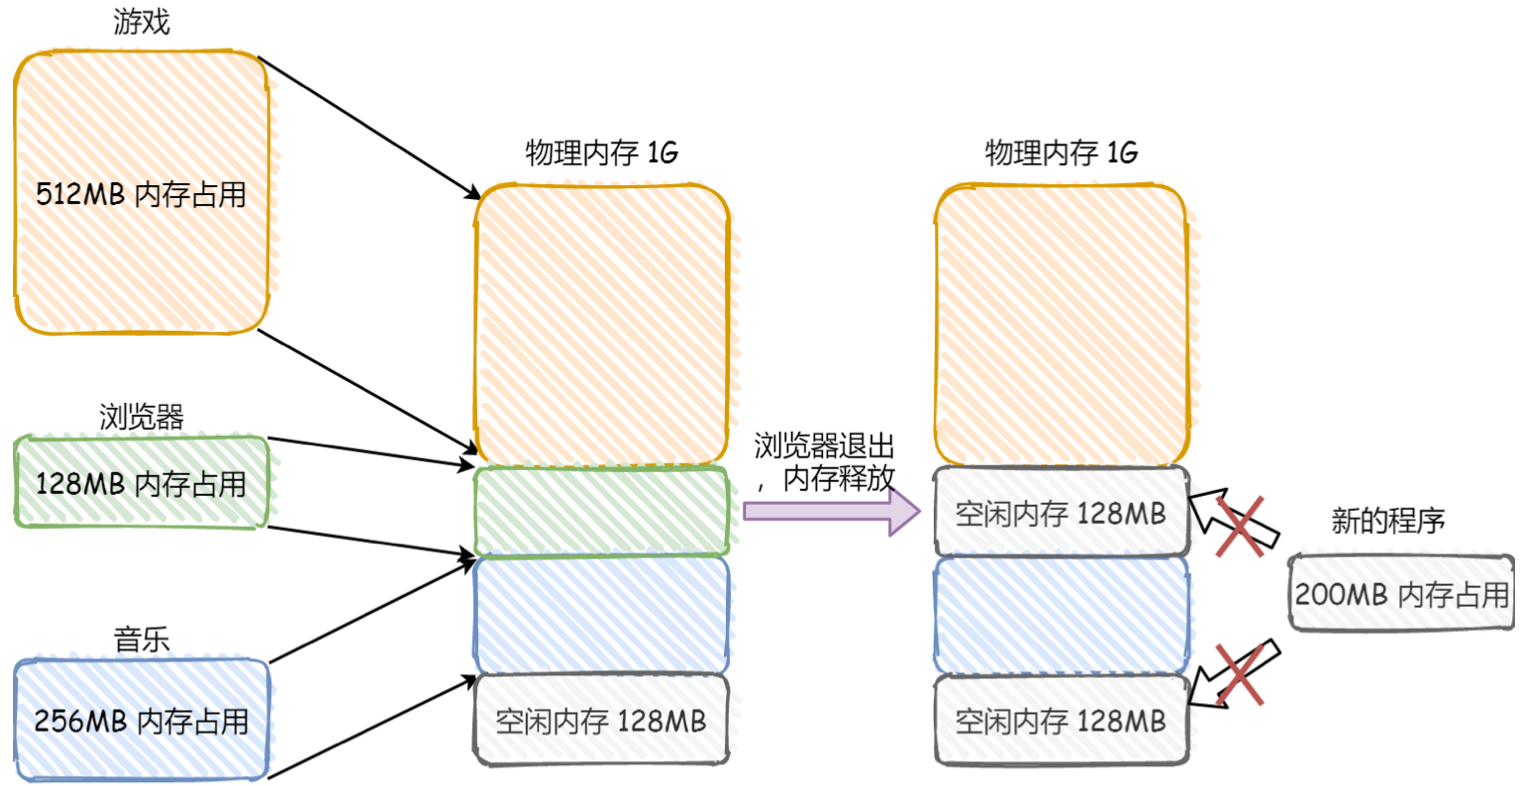 游戏
512MB 内存占用
浏览器
128MB 内存占用
音乐
256MB 内存占用
物理内存 1G
空闲内存 128MB
浏览器退出
，内存释放
物理内存 1G
空闲内存 128MB
空闲内存 128MB
新的程序
200MB 内存占用